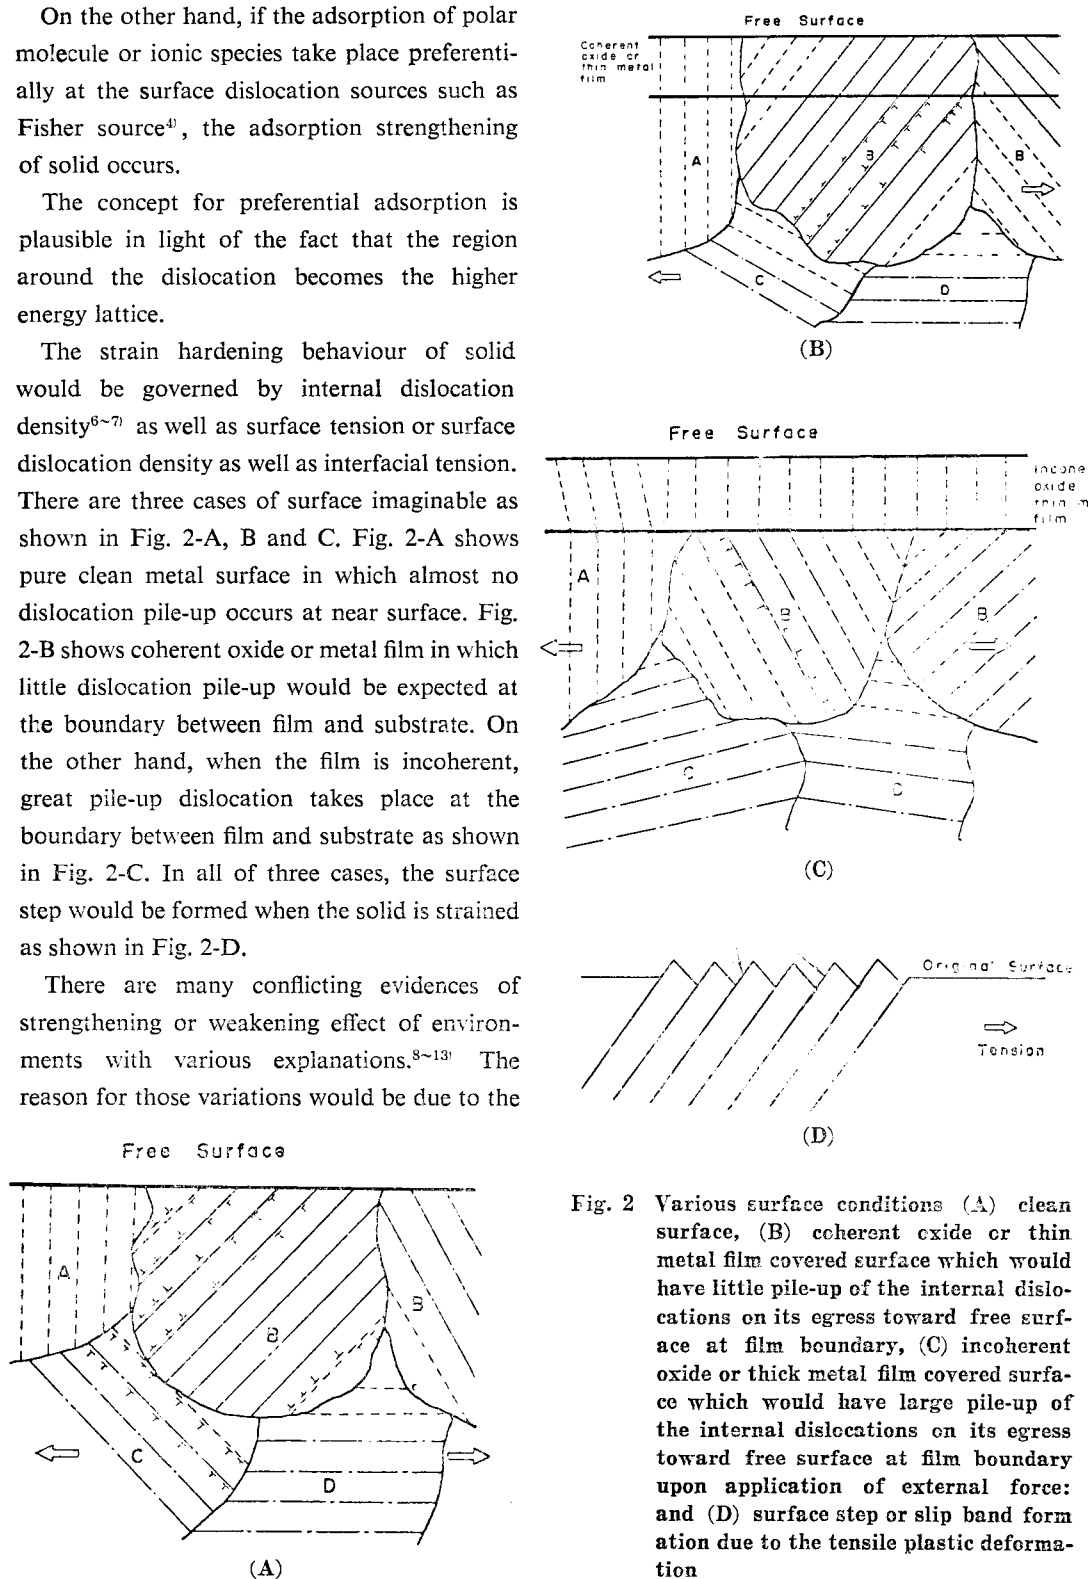 On the other hand, if the adsorption of polar
molecule or ionic species take place preferenti-
ally at the surface dislocation sources such as
Fisher source⁴⁾, the adsorption strengthening
of solid occurs.
The concept for preferential adsorption is
plausible in light of the fact that the region
around the dislocation becomes the higher
energy lattice.
The strain hardening behaviour of solid
would be governed by internal dislocation
density⁶~⁷⁾ as well as surface tension or surface
dislocation density as well as interfacial tension.
There are three cases of surface imaginable as
shown in Fig. 2-A, B and C. Fig. 2-A shows
pure clean metal surface in which almost no
dislocation pile-up occurs at near surface. Fig.
2-B shows coherent oxide or metal film in which
little dislocation pile-up would be expected at
the boundary between film and substrate. On
the other hand, when the film is incoherent,
great pile-up dislocation takes place at the
boundary between film and substrate as shown
in Fig. 2-C. In all of three cases, the surface
step would be formed when the solid is strained
as shown in Fig. 2-D.
There are many conflicting evidences of
strengthening or weakening effect of environ-
ments with various explanations.⁸~¹³⁾ The
reason for those variations would be due to the
Free Surface
A
B
B
C
D
(A)
Free Surface
Coherent
oxide or
thin metal
film
A
B
B
C
D
(B)
Free Surface
Incone
oxide
thin m
film
A
B
B
C
C
(C)
Original Surface
Tension
(D)
Fig. 2 Various surface conditions (A) clean
surface, (B) coherent oxide or thin
metal film covered surface which would
have little pile-up of the internal dislo-
cations on its egress toward free surf-
ace at film boundary, (C) incoherent
oxide or thick metal film covered surfa-
ce which would have large pile-up of
the internal dislocations on its egress
toward free surface at film boundary
upon application of external force:
and (D) surface step or slip band form
ation due to the tensile plastic deforma-
tion